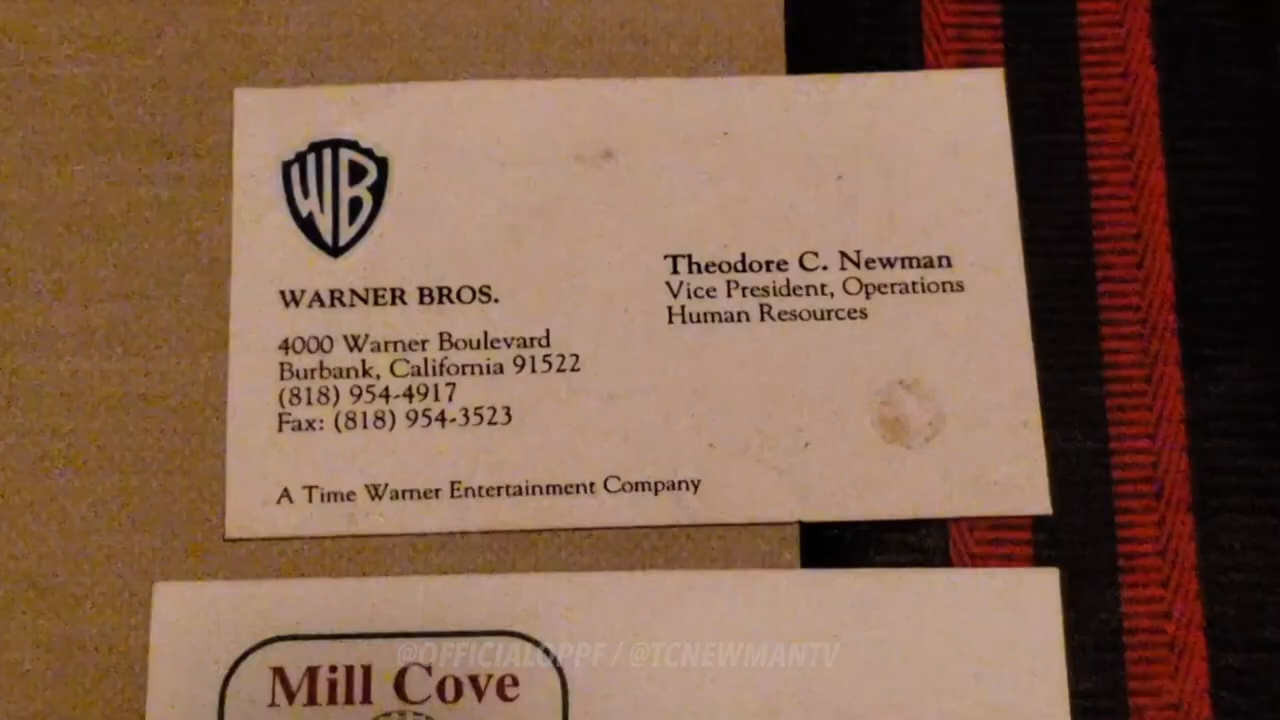 WB
WARNER BROS.
4000 Warner Boulevard
Burbank, California 91522
(818) 954-4917
Fax: (818) 954-3523
A Time Warner Entertainment Company
Theodore C. Newman
Vice President, Operations
Human Resources
Mill Cove
@OFFICIALOPPF / @TCNEWMANTV